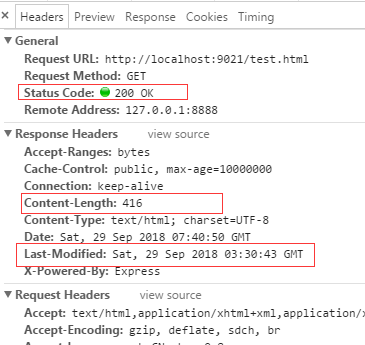 Headers Preview Response Cookies Timing
General
Request URL: http://localhost:9021/test.html
Request Method: GET
Status Code: 200 OK
Remote Address: 127.0.0.1:8888
Response Headers view source
Accept-Ranges: bytes
Cache-Control: public, max-age=10000000
Connection: keep-alive
Content-Length: 416
Content-Type: text/html; charset=UTF-8
Date: Sat, 29 Sep 2018 07:40:50 GMT
Last-Modified: Sat, 29 Sep 2018 03:30:43 GMT
X-Powered-By: Express
Request Headers view source
Accept: text/html,application/xhtml+xml,application/x
Accept-Encoding: gzip, deflate, sdch, br